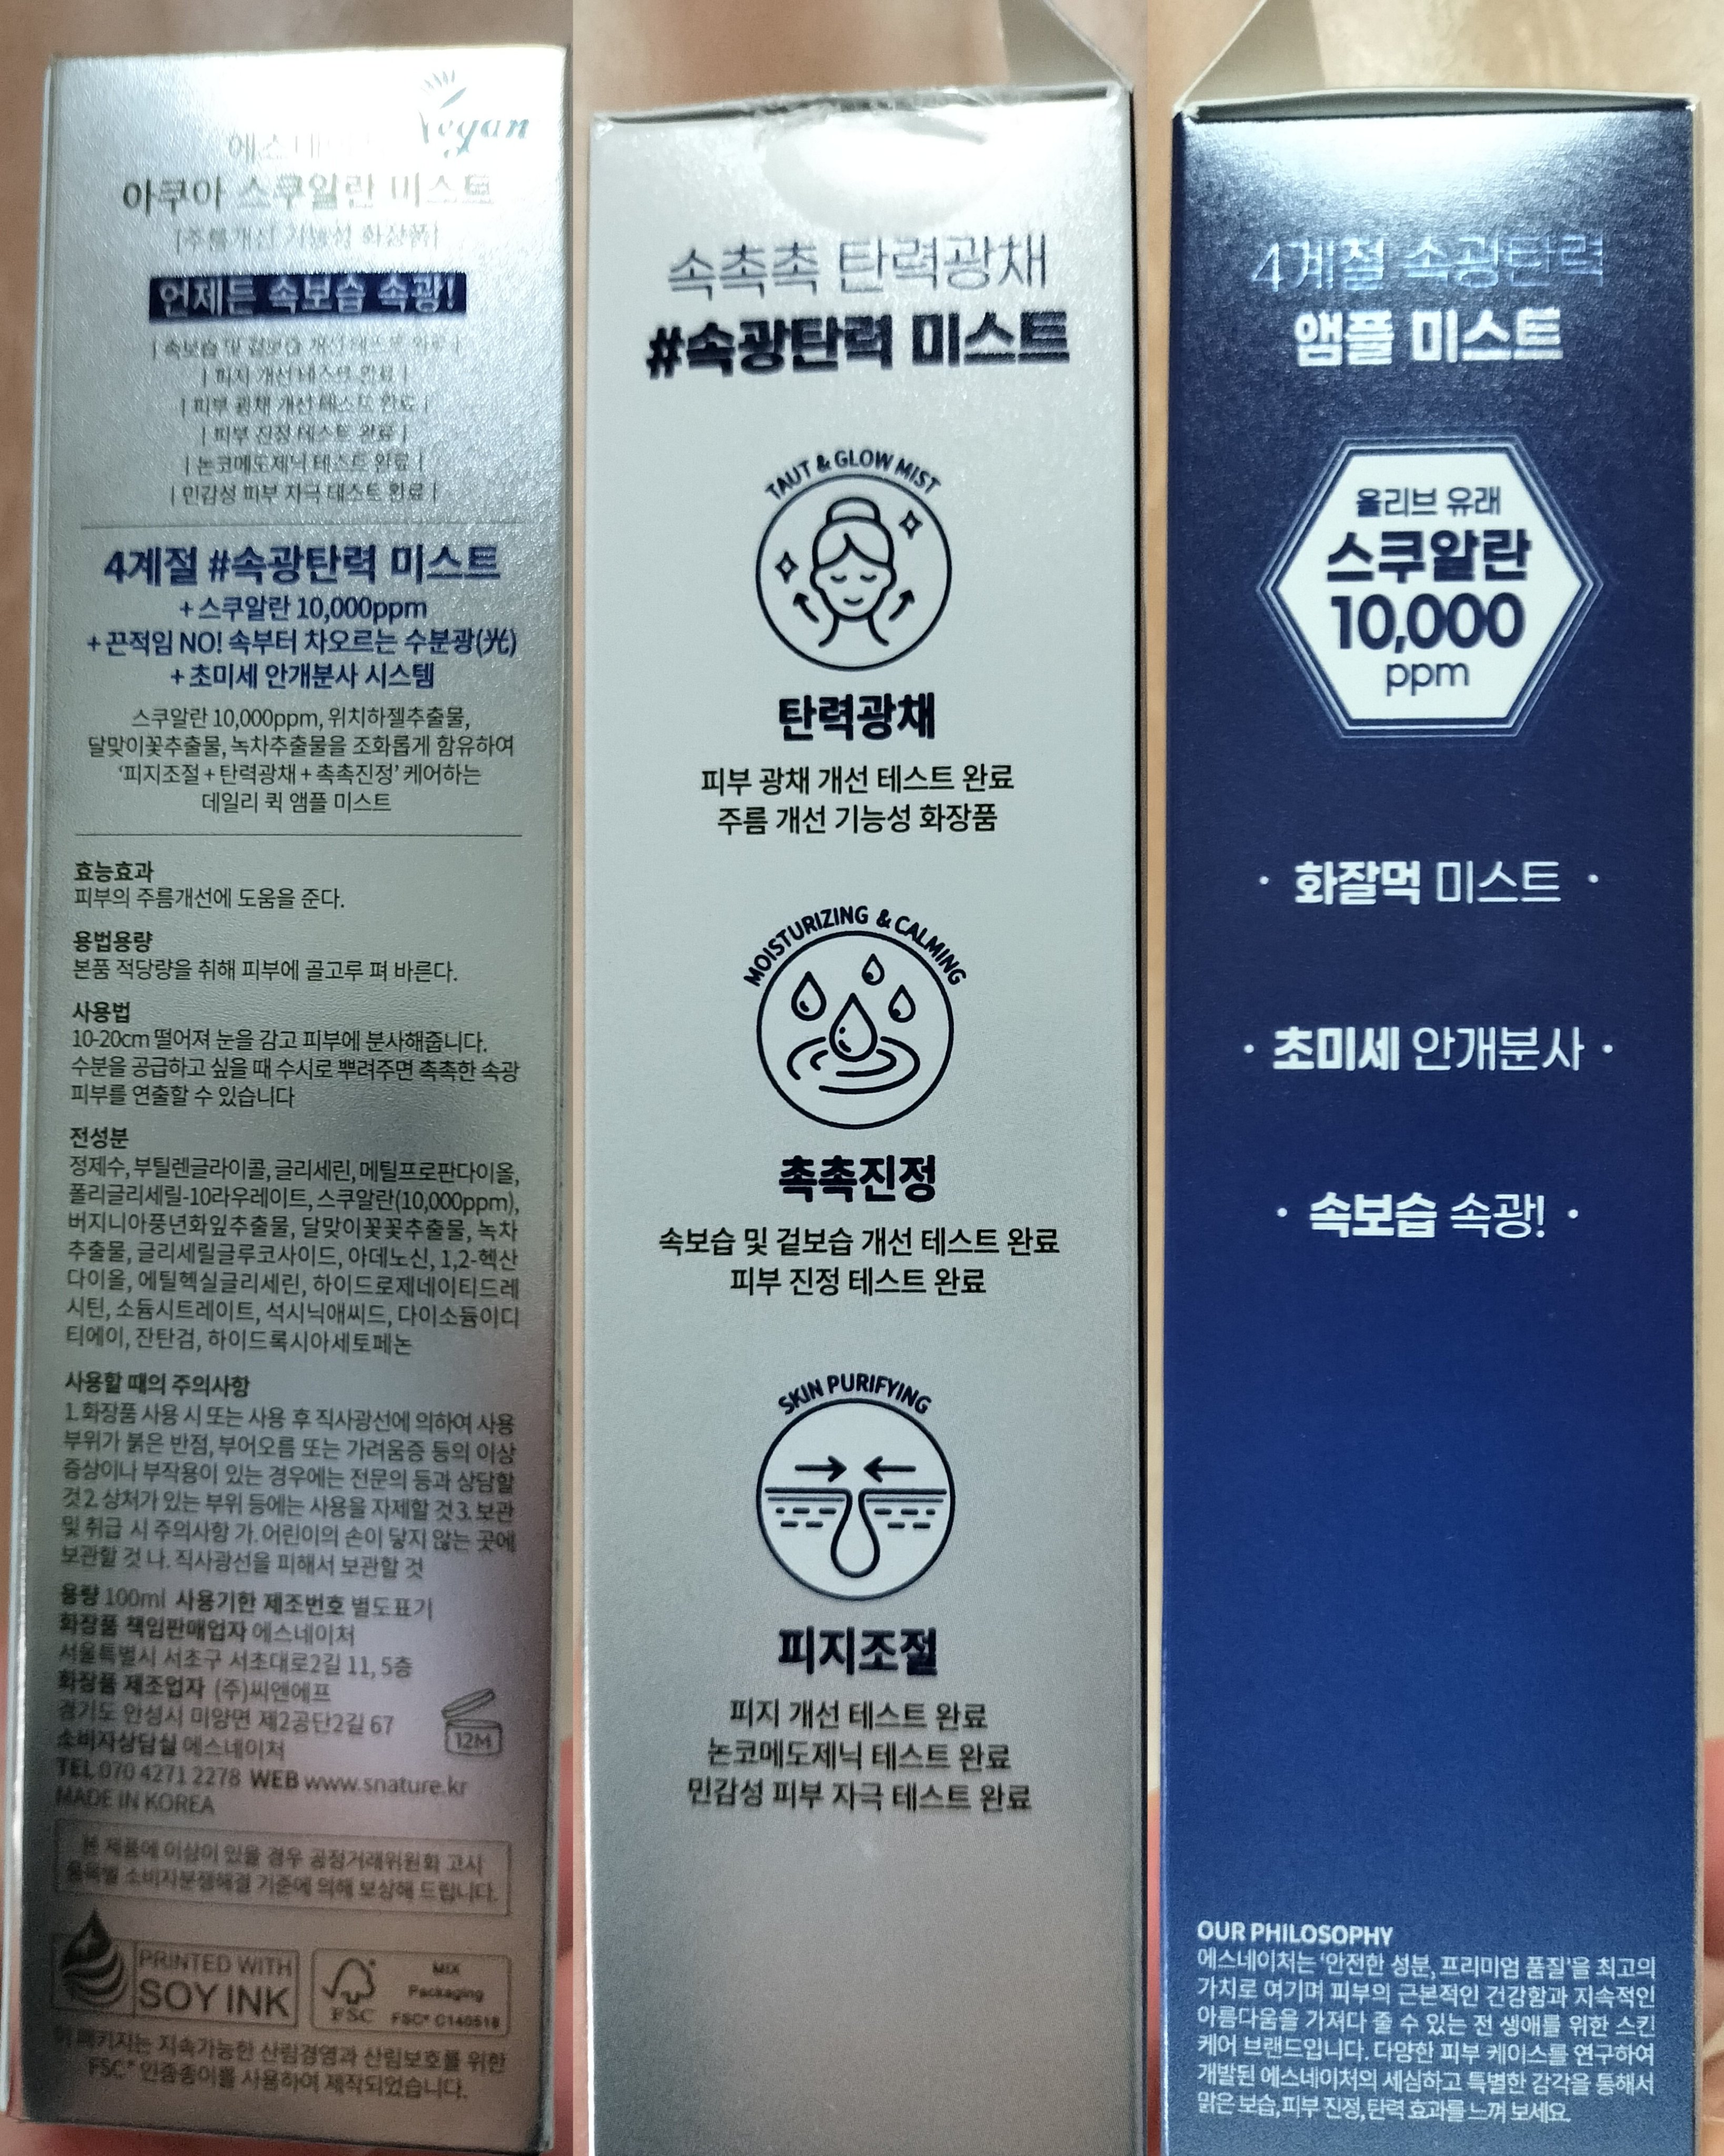 Vegan
아쿠아 스쿠알란 미스트
[주름개선 기능성 화장품]
언제든 속보습 속광!
| 속보습 및 겉보습 개선 테스트 완료 |
| 피지 개선 테스트 완료 |
| 피부 광채 개선 테스트 완료 |
| 피부 진정 테스트 완료 |
| 논코메도제닉 테스트 완료 |
| 민감성 피부 자극 테스트 완료 |
4계절 #속광탄력 미스트
+ 스쿠알란 10,000ppm
+ 끈적임 NO! 속부터 차오르는 수분광(光)
+ 초미세 안개분사 시스템
스쿠알란 10,000ppm, 위치하젤추출물,
달맞이꽃추출물, 녹차추출물을 조화롭게 함유하여
‘피지조절 + 탄력광채 + 촉촉진정’ 케어하는
데일리 퀵 앰플 미스트
효능효과
피부의 주름개선에 도움을 준다.
용법용량
본품 적당량을 취해 피부에 골고루 펴 바른다.
사용법
10-20cm 떨어져 눈을 감고 피부에 분사해줍니다.
수분을 공급하고 싶을 때 수시로 뿌려주면 촉촉한 속광
피부를 연출할 수 있습니다
전성분
정제수, 부틸렌글라이콜, 글리세린, 메틸프로판다이올,
폴리글리세릴-10라우레이트, 스쿠알란(10,000ppm),
버지니아풍년화잎추출물, 달맞이꽃꽃추출물, 녹차
추출물, 글리세릴글루코사이드, 아데노신, 1,2-헥산
다이올, 에틸헥실글리세린, 하이드로제네이티드레
시틴, 소듐시트레이트, 석시닉애씨드, 다이소듐이디
티에이, 잔탄검, 하이드록시아세토페논
사용할 때의 주의사항
1. 화장품 사용 시 또는 사용 후 직사광선에 의하여 사용
부위가 붉은 반점, 부어오름 또는 가려움증 등의 이상
증상이나 부작용이 있는 경우에는 전문의 등과 상담할
것 2. 상처가 있는 부위 등에는 사용을 자제할 것 3. 보관
및 취급 시 주의사항 가. 어린이의 손이 닿지 않는 곳에
보관할 것 나. 직사광선을 피해서 보관할 것
용량 100ml 사용기한 제조번호 별도표기
화장품 책임판매업자 에스네이처
서울특별시 서초구 서초대로2길 11, 5층
화장품 제조업자 (주)씨엔에프
경기도 안성시 미양면 제2공단2길 67
소비자상담실 에스네이처
12M
TEL 070 4271 2278 WEB www.snature.kr
MADE IN KOREA
본 제품에 이상이 있을 경우 공정거래위원회 고시
품목별 소비자분쟁해결 기준에 의해 보상해 드립니다.
PRINTED WITH
SOY INK
FSC
MIX
Packaging
FSC® C140518
이 패키지는 지속가능한 산림경영과 산림보호를 위한
FSC® 인증종이를 사용하여 제작되었습니다.
속촉촉 탄력광채
#속광탄력 미스트
TAUT & GLOW MIST
탄력광채
피부 광채 개선 테스트 완료
주름 개선 기능성 화장품
MOISTURIZING & CALMING
촉촉진정
속보습 및 겉보습 개선 테스트 완료
피부 진정 테스트 완료
SKIN PURIFYING
피지조절
피지 개선 테스트 완료
논코메도제닉 테스트 완료
민감성 피부 자극 테스트 완료
4계절 속광탄력
앰플 미스트
올리브 유래
스쿠알란
10,000
ppm
· 화잘먹 미스트 ·
· 초미세 안개분사 ·
· 속보습 속광! ·
OUR PHILOSOPHY
에스네이처는 ‘안전한 성분, 프리미엄 품질’을 최고의
가치로 여기며 피부의 근본적인 건강함과 지속적인
아름다움을 가져다 줄 수 있는 전 생애를 위한 스킨
케어 브랜드입니다. 다양한 피부 케이스를 연구하여
개발된 에스네이처의 세심하고 특별한 감각을 통해서
맑은 보습, 피부 진정, 탄력 효과를 느껴 보세요.